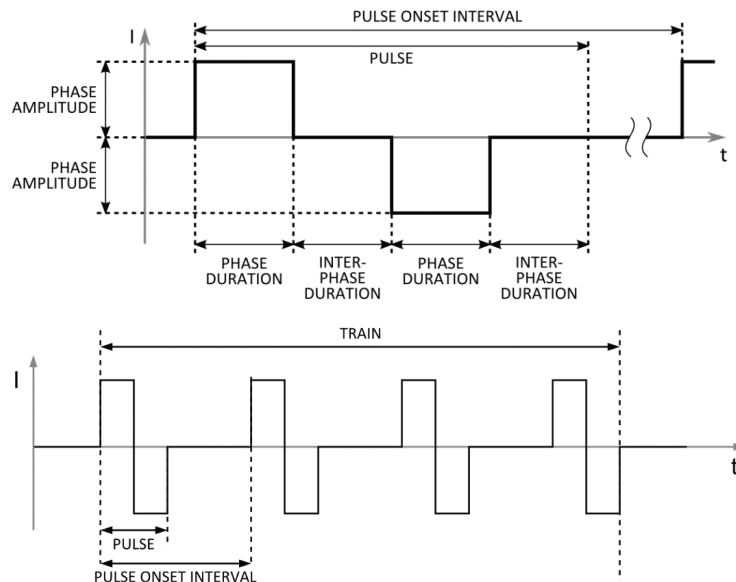 PULSE ONSET INTERVAL
I
PULSE
PHASE
AMPLITUDE
PHASE
AMPLITUDE
t
PHASE
DURATION
INTER-
PHASE
DURATION
PHASE
DURATION
INTER-
PHASE
DURATION
TRAIN
I
t
PULSE
PULSE ONSET INTERVAL